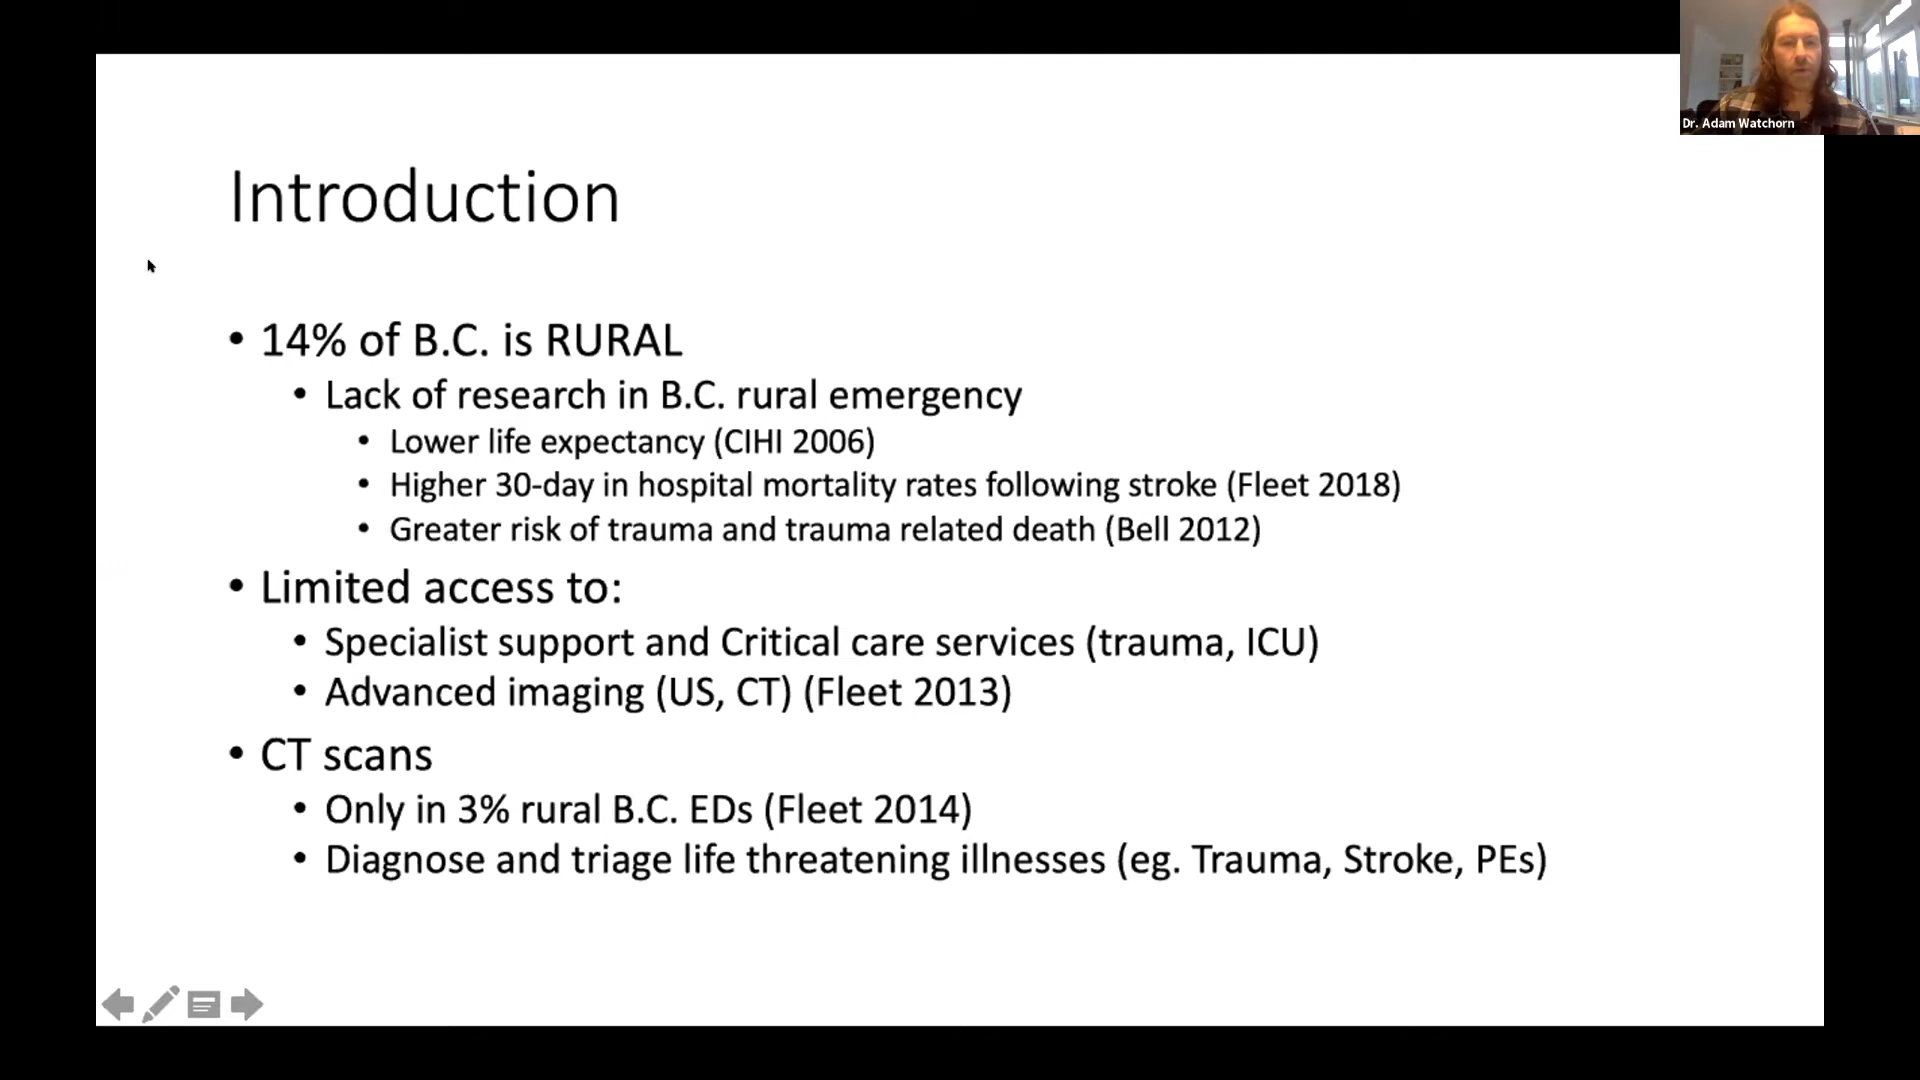 Dr. Adam Watchorn
Introduction
• 14% of B.C. is RURAL
• Lack of research in B.C. rural emergency
• Lower life expectancy (CIHI 2006)
• Higher 30-day in hospital mortality rates following stroke (Fleet 2018)
• Greater risk of trauma and trauma related death (Bell 2012)
• Limited access to:
• Specialist support and Critical care services (trauma, ICU)
• Advanced imaging (US, CT) (Fleet 2013)
• CT scans
• Only in 3% rural B.C. EDs (Fleet 2014)
• Diagnose and triage life threatening illnesses (eg. Trauma, Stroke, PEs)